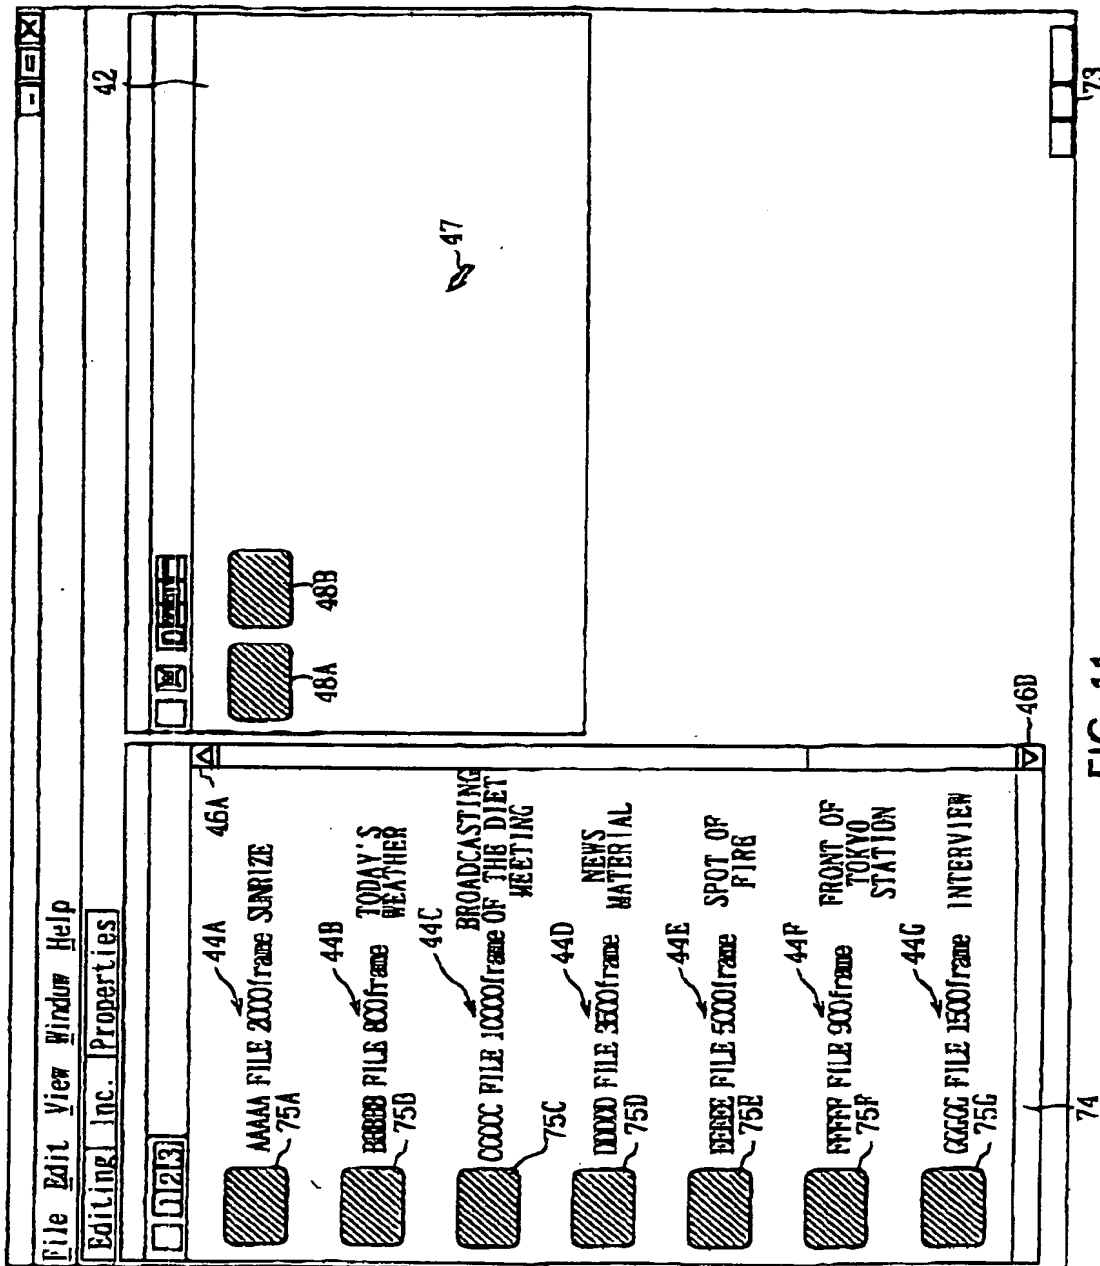 File Edit View Window Help
Editing Inc. Properties
1 2 3
42
46A
44A
AAAAA FILE 2000frame SUNRIZE
75A
44B
BBBBB FILE 800frame TODAY'S
WEATHER
75B
44C
CCCCC FILE 10000frame BROADCASTING
OF THE DIET
MEETING
75C
44D
DDDDD FILE 3500frame NEWS
MATERIAL
75D
44E
EEEEE FILE 5000frame SPOT OF
FIRE
75E
44F
FFFFF FILE 900frame FRONT OF
TOKYO
STATION
75F
44G
GGGGG FILE 1500frame INTERVIEW
75G
46B
74
48A
48B
47
73
FIG. 11